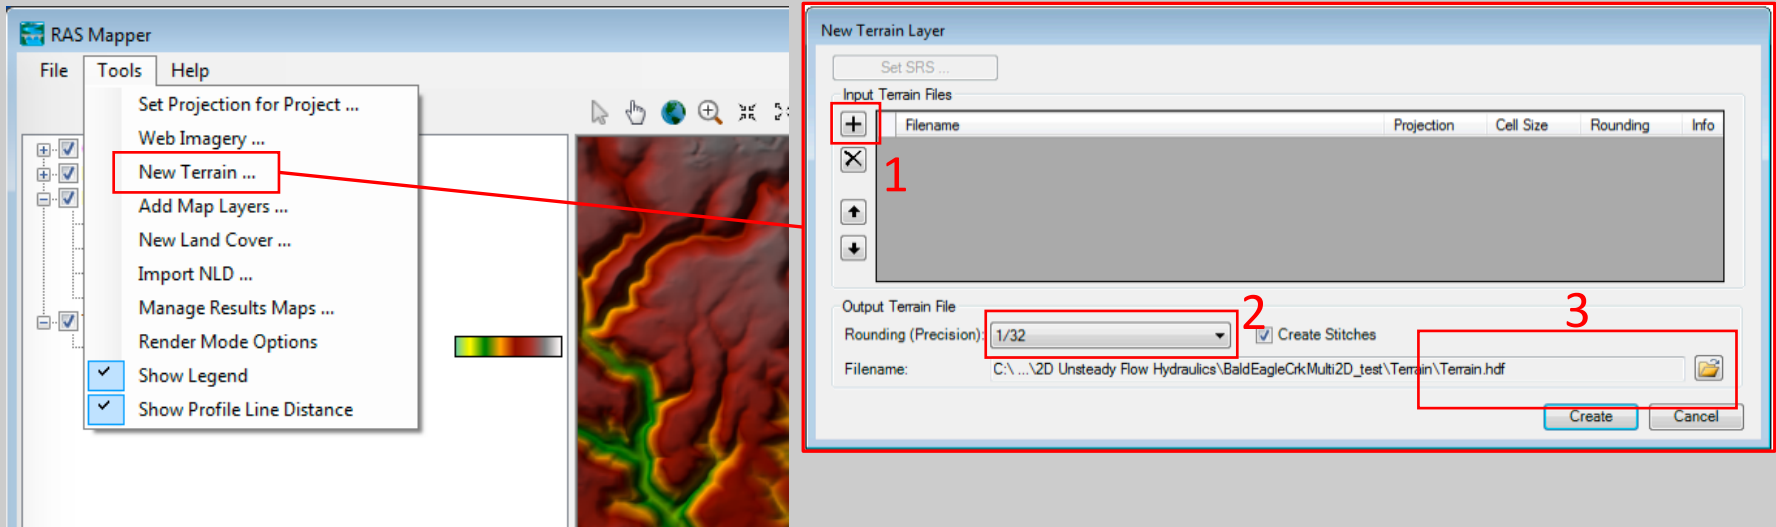 RAS Mapper
File Tools Help
Set Projection for Project ...
Web Imagery ...
New Terrain ...
Add Map Layers ...
New Land Cover ...
Import NLD ...
Manage Results Maps ...
Render Mode Options
Show Legend
Show Profile Line Distance
New Terrain Layer
Set SRS ...
Input Terrain Files
Filename Projection Cell Size Rounding Info
1
Output Terrain File
2
3
Rounding (Precision): 1/32 Create Stitches
Filename: C:\ ...\2D Unsteady Flow Hydraulics\BaldEagleCrkMulti2D_test\Terrain\Terrain.hdf
Create Cancel